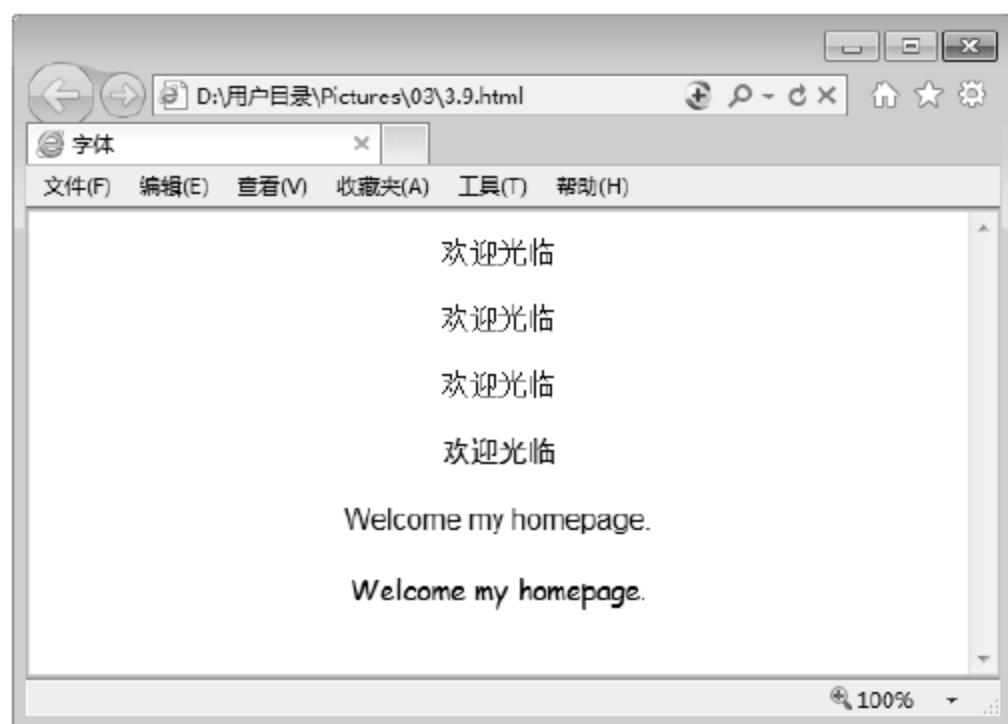 D:\用户目录\Pictures\03\3.9.html
字体
文件(F) 编辑(E) 查看(V) 收藏夹(A) 工具(T) 帮助(H)
欢迎光临
欢迎光临
欢迎光临
欢迎光临
Welcome my homepage.
Welcome my homepage.
100%